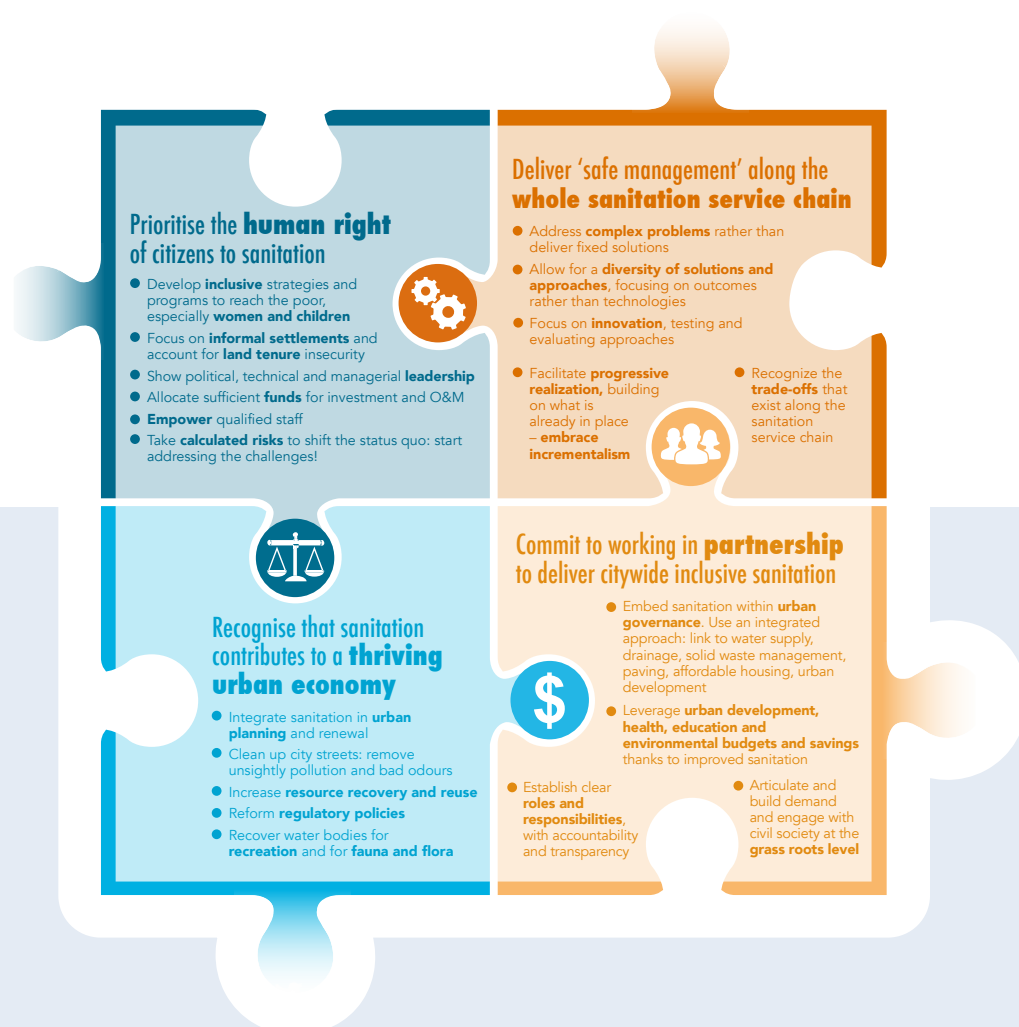 Prioritise the human right
of citizens to sanitation
Develop inclusive strategies and
programs to reach the poor,
especially women and children
Focus on informal settlements and
account for land tenure insecurity
Show political, technical and managerial leadership
Allocate sufficient funds for investment and O&M
Empower qualified staff
Take calculated risks to shift the status quo: start
addressing the challenges!
Deliver ‘safe management’ along the
whole sanitation service chain
Address complex problems rather than
deliver fixed solutions
Allow for a diversity of solutions and
approaches, focusing on outcomes
rather than technologies
Focus on innovation, testing and
evaluating approaches
Facilitate progressive
realization, building
on what is
already in place
– embrace
incrementalism
Recognize the
trade-offs that
exist along the
sanitation
service chain
Recognise that sanitation
contributes to a thriving
urban economy
Integrate sanitation in urban
planning and renewal
Clean up city streets: remove
unsightly pollution and bad odours
Increase resource recovery and reuse
Reform regulatory policies
Recover water bodies for
recreation and for fauna and flora
$
Commit to working in partnership
to deliver citywide inclusive sanitation
Embed sanitation within urban
governance. Use an integrated
approach: link to water supply,
drainage, solid waste management,
paving, affordable housing, urban
development
Leverage urban development,
health, education and
environmental budgets and savings
thanks to improved sanitation
Establish clear
roles and
responsibilities,
with accountability
and transparency
Articulate and
build demand
and engage with
civil society at the
grass roots level